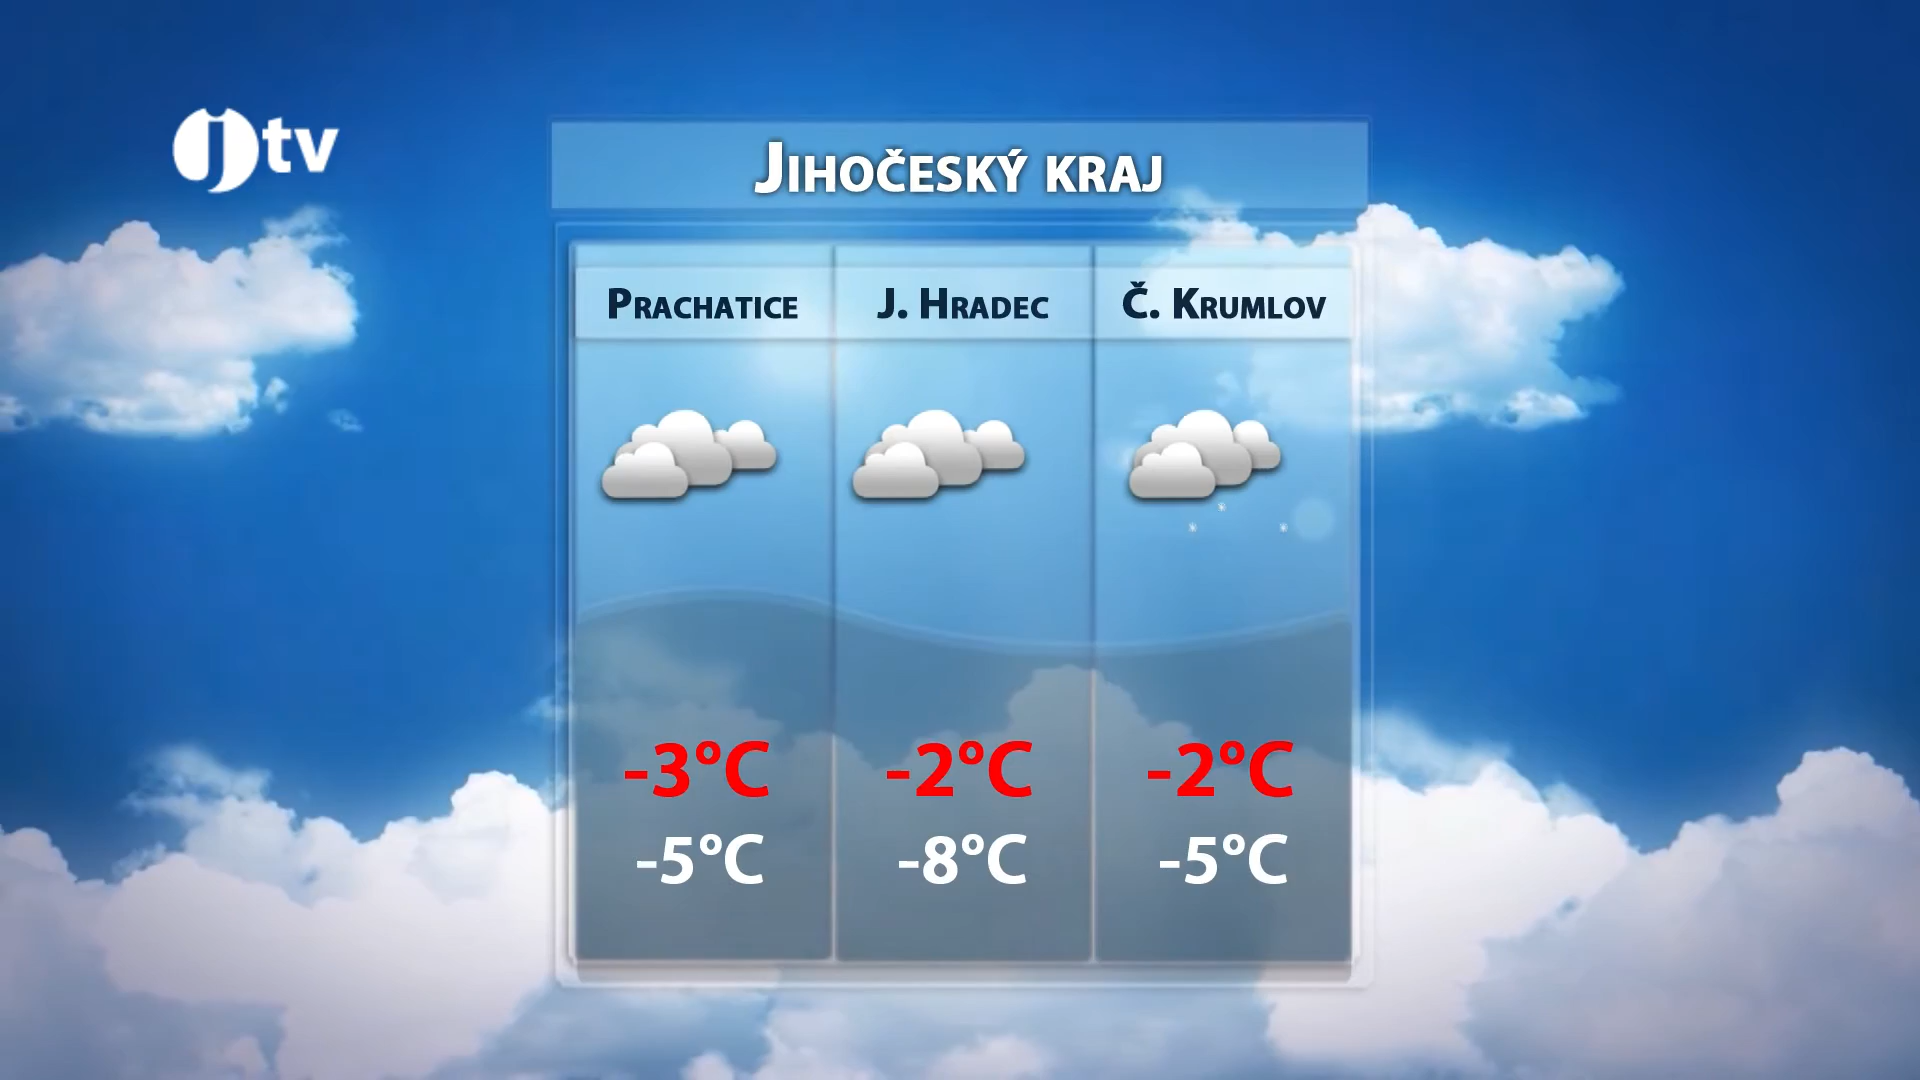 jtv
JIHOČESKÝ KRAJ
PRACHATICE
J. HRADEC
Č. KRUMLOV
-3°C
-2°C
-2°C
-5°C
-8°C
-5°C